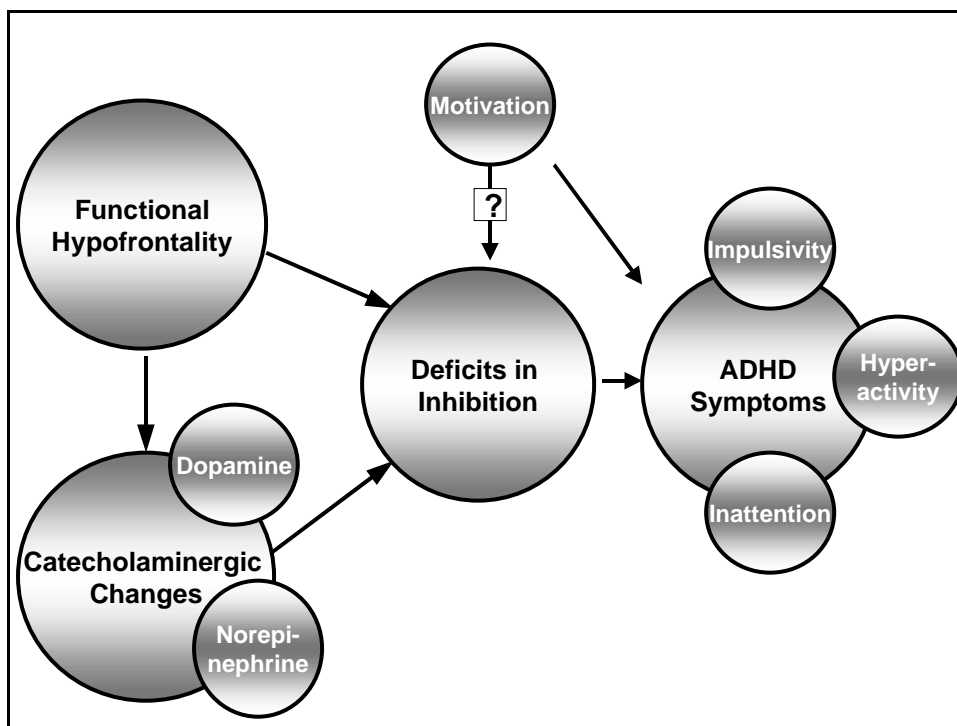 Motivation
?
Functional
Hypofrontality
Impulsivity
Deficits in
Inhibition
ADHD
Symptoms
Hyper-
activity
Dopamine
Inattention
Catecholaminergic
Changes
Norepi-
nephrine